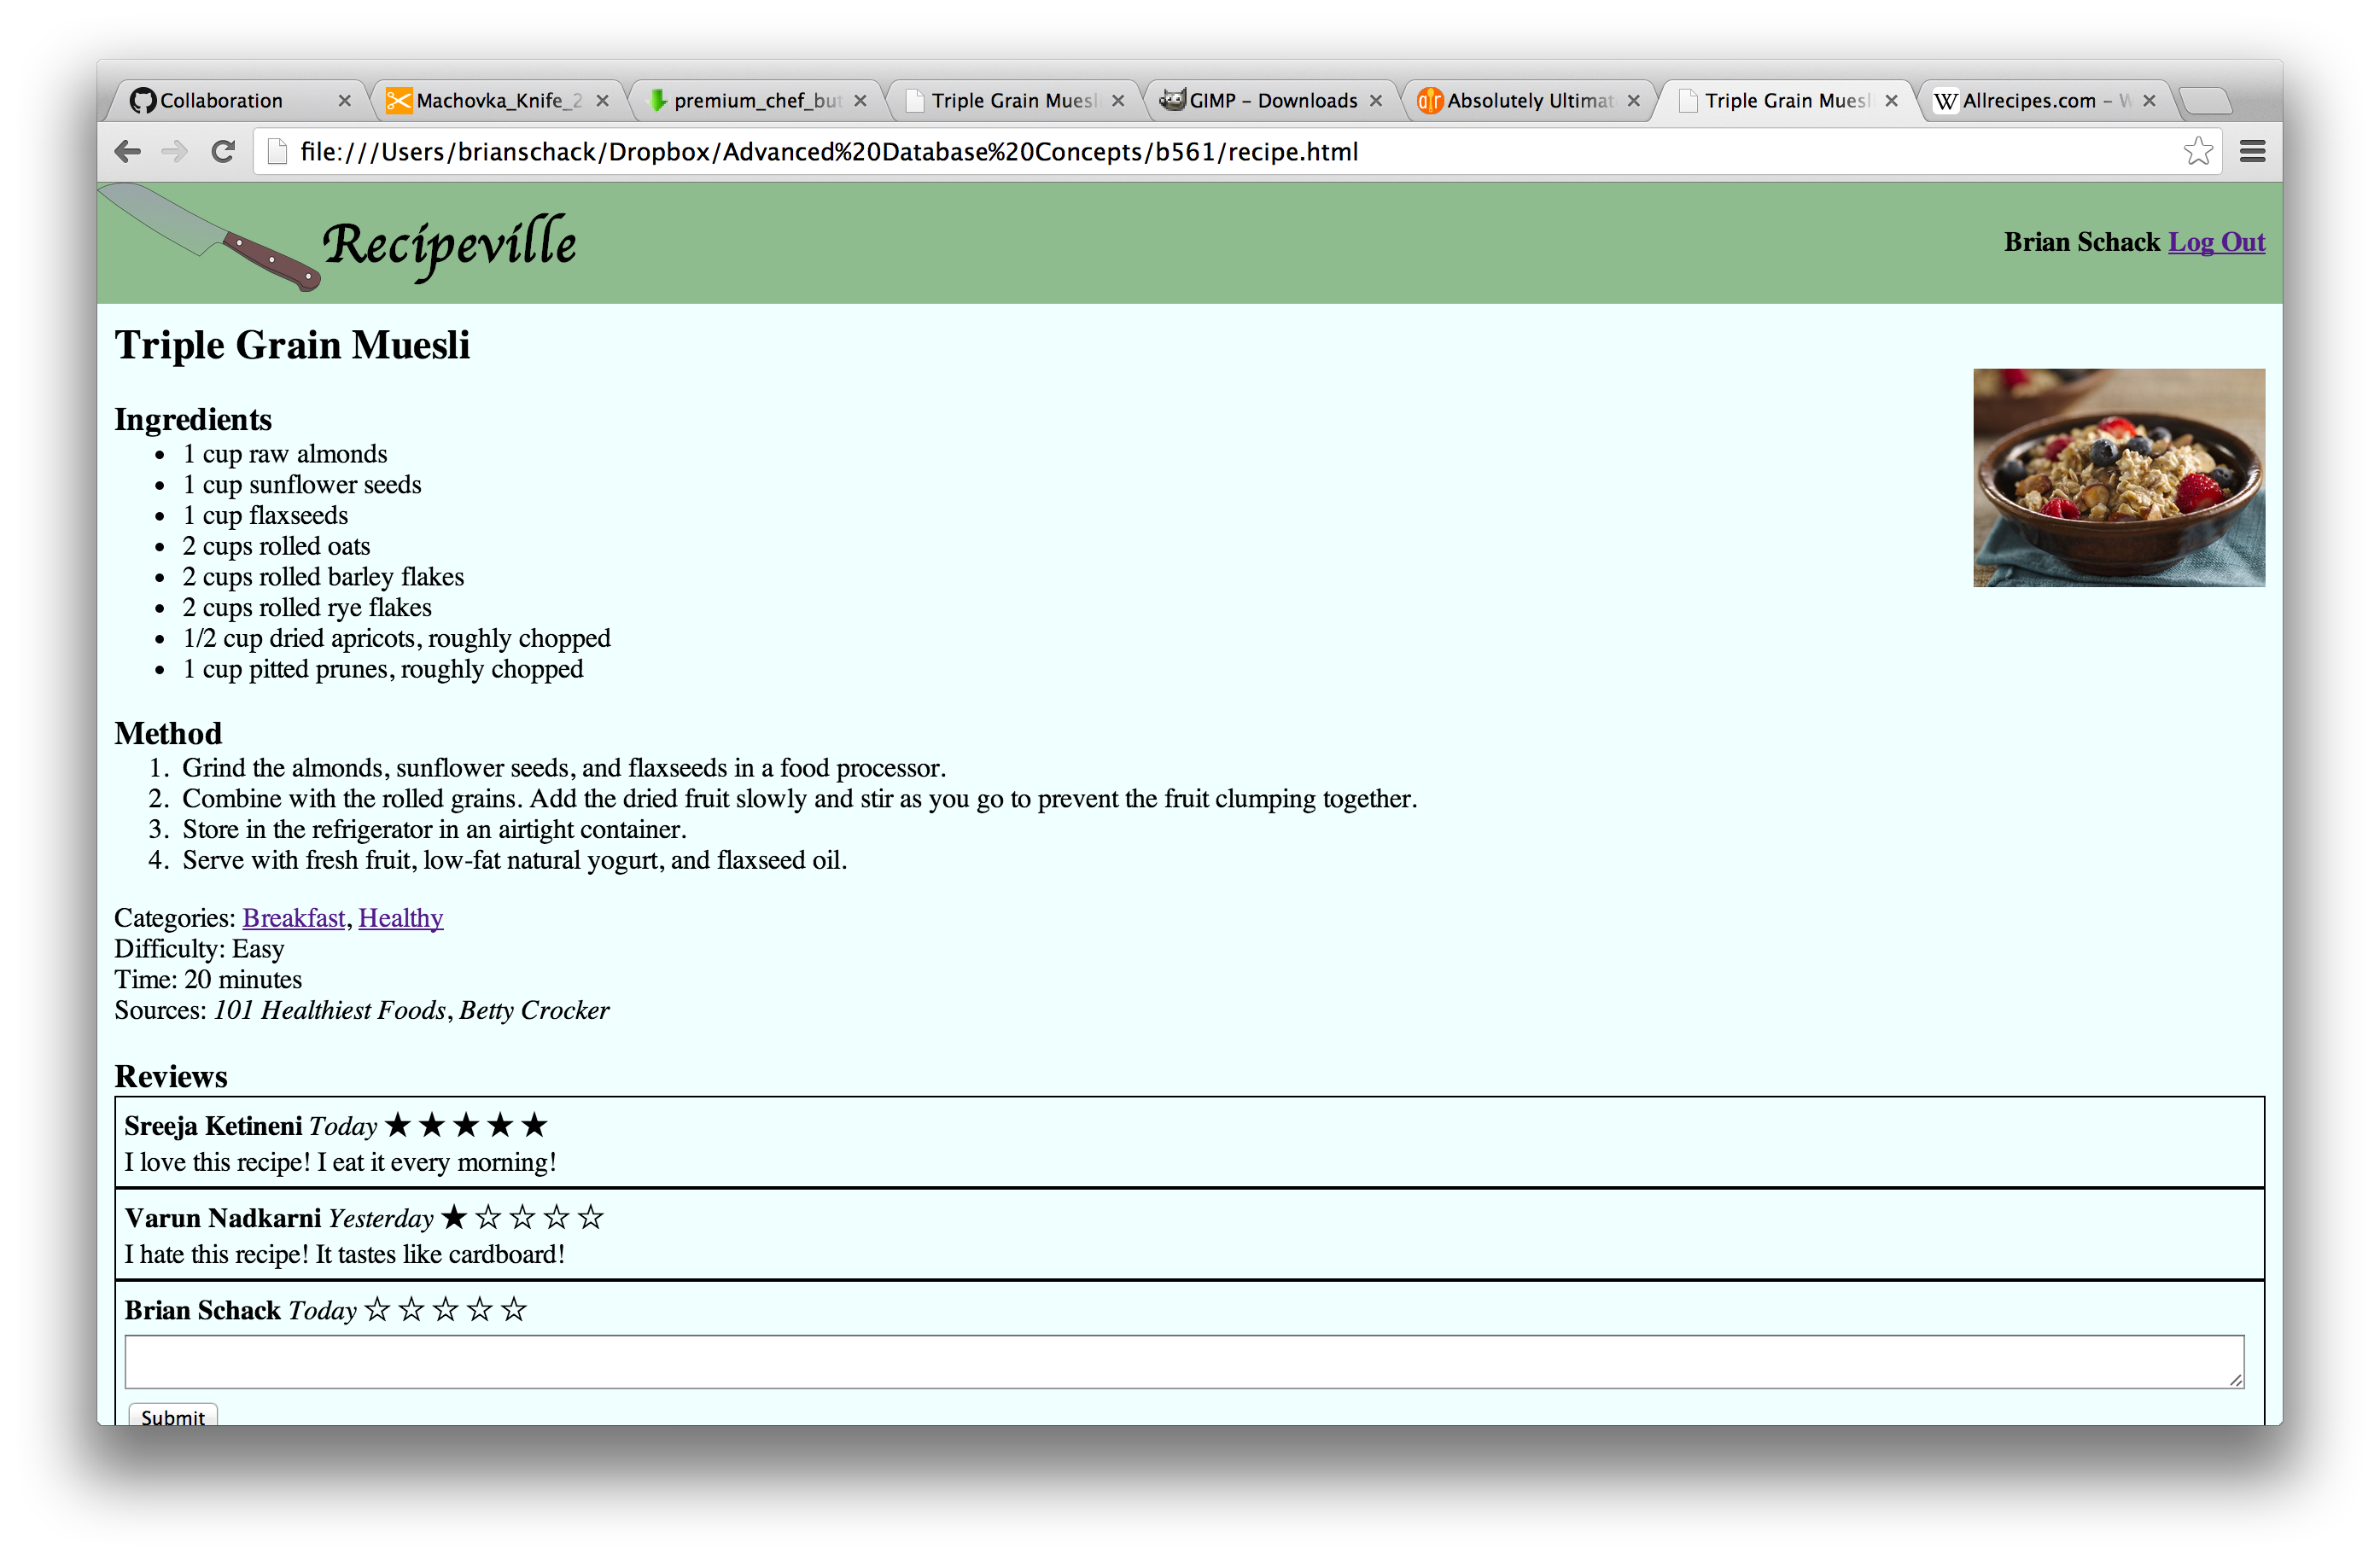 Collaboration
Machovka_Knife_2
premium_chef_but
Triple Grain Muesl
GIMP – Downloads
Absolutely Ultimat
Triple Grain Muesl
Allrecipes.com – W
file:///Users/brianschack/Dropbox/Advanced%20Database%20Concepts/b561/recipe.html
Recipeville
Brian Schack Log Out
Triple Grain Muesli
Ingredients
• 1 cup raw almonds
• 1 cup sunflower seeds
• 1 cup flaxseeds
• 2 cups rolled oats
• 2 cups rolled barley flakes
• 2 cups rolled rye flakes
• 1/2 cup dried apricots, roughly chopped
• 1 cup pitted prunes, roughly chopped
Method
1. Grind the almonds, sunflower seeds, and flaxseeds in a food processor.
2. Combine with the rolled grains. Add the dried fruit slowly and stir as you go to prevent the fruit clumping together.
3. Store in the refrigerator in an airtight container.
4. Serve with fresh fruit, low-fat natural yogurt, and flaxseed oil.
Categories: Breakfast, Healthy
Difficulty: Easy
Time: 20 minutes
Sources: 101 Healthiest Foods, Betty Crocker
Reviews
Sreeja Ketineni Today ★ ★ ★ ★ ★
I love this recipe! I eat it every morning!
Varun Nadkarni Yesterday ★ ☆ ☆ ☆ ☆
I hate this recipe! It tastes like cardboard!
Brian Schack Today ☆ ☆ ☆ ☆ ☆
Submit